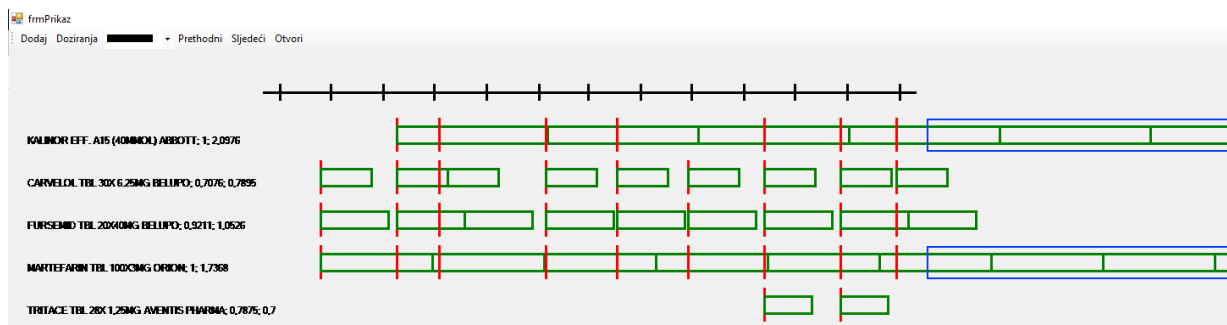 frmPrikaz
Dodaj Doziranja Prethodni Sljedeći Otvori
KALINOR EFF. A15 (40MMOL) ABBOTT; 1; 2,0976
CARVELOL TBL 30X 6.25MG BELUPO; 0,7076; 0,7895
FURSEMID TBL 20X40MG BELUPO; 0,9211; 1,0526
MARTEFARIN TBL 100X3MG ORION; 1; 1,7368
TRITACE TBL 28X 1,25MG AVENTIS PHARMA; 0,7875; 0,7